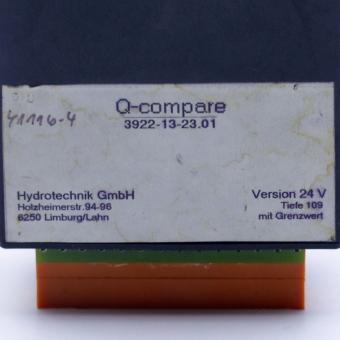 41116-4
Q-compare
3922-13-23.01
Hydrotechnik GmbH
Holzheimerstr.94-96
6250 Limburg/Lahn
Version 24 V
Tiefe 109
mit Grenzwert